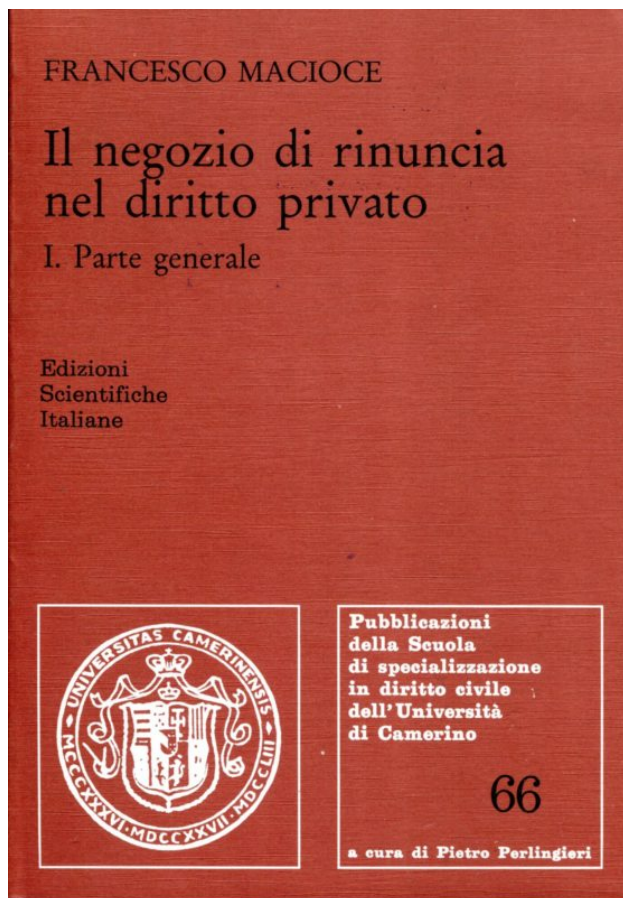 FRANCESCO MACIOCE
Il negozio di rinuncia
nel diritto privato
I. Parte generale
Edizioni
Scientifiche
Italiane
UNIVERSITAS CAMERINENSIS
MCCCXXXVI·MDCCXXVII·MDCCLIII
Pubblicazioni
della Scuola
di specializzazione
in diritto civile
dell'Università
di Camerino
66
a cura di Pietro Perlingieri